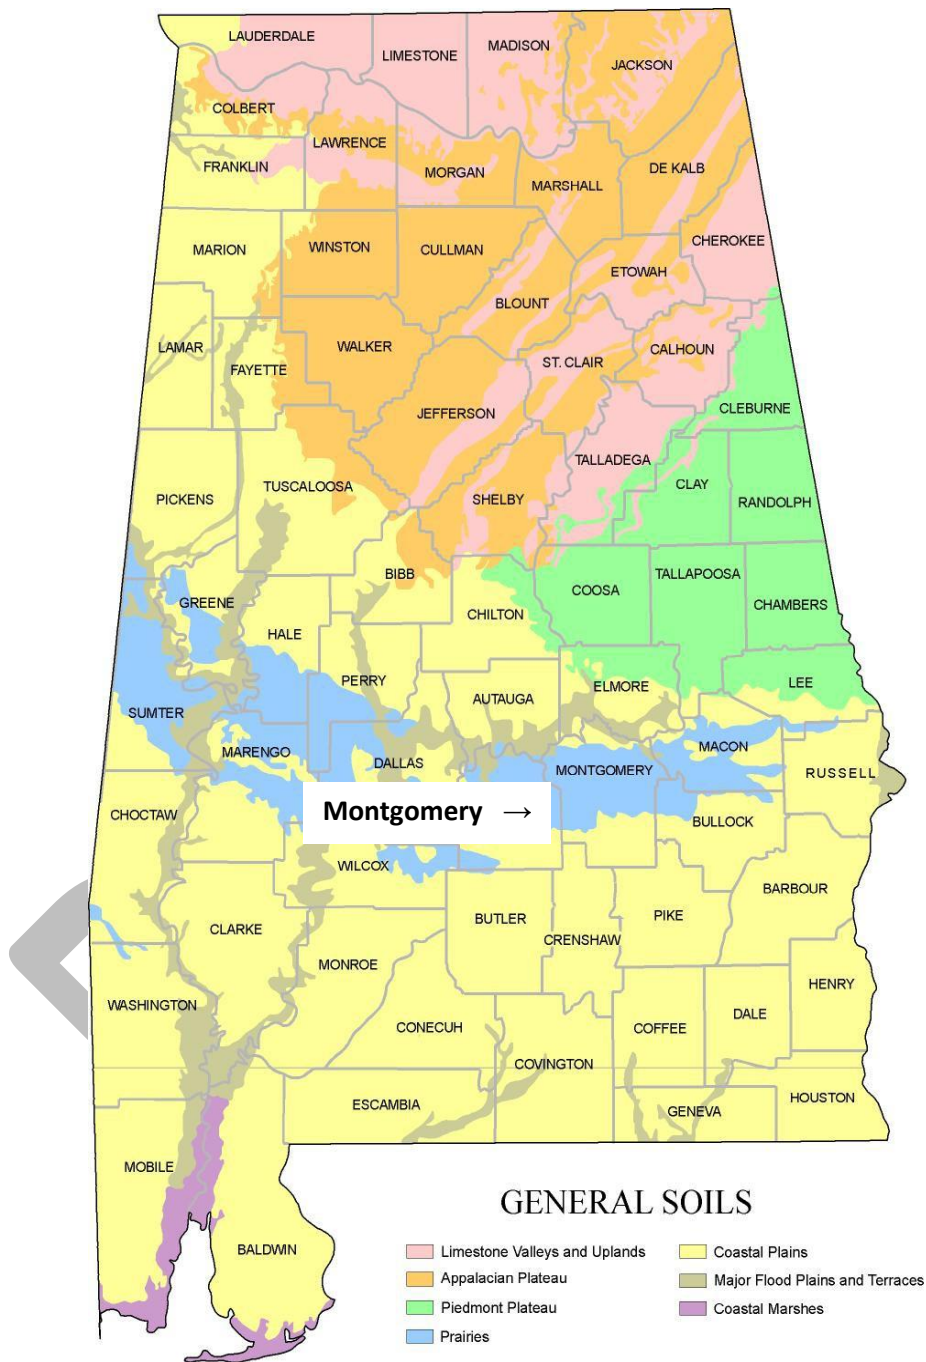 LAUDERDALE
LIMESTONE
MADISON
JACKSON
COLBERT
LAWRENCE
FRANKLIN
MORGAN
MARSHALL
DE KALB
MARION
WINSTON
CULLMAN
CHEROKEE
ETOWAH
BLOUNT
LAMAR
FAYETTE
WALKER
ST. CLAIR
CALHOUN
JEFFERSON
CLEBURNE
TALLADEGA
PICKENS
TUSCALOOSA
SHELBY
CLAY
RANDOLPH
BIBB
COOSA
TALLAPOOSA
GREENE
HALE
CHILTON
CHAMBERS
PERRY
AUTAUGA
ELMORE
LEE
SUMTER
MARENGO
DALLAS
MONTGOMERY
MACON
RUSSELL
Montgomery →
CHOCTAW
BULLOCK
WILCOX
BARBOUR
CLARKE
BUTLER
CRENSHAW
PIKE
MONROE
HENRY
WASHINGTON
CONECUH
COFFEE
DALE
COVINGTON
ESCAMBIA
GENEVA
HOUSTON
MOBILE
BALDWIN
GENERAL SOILS
Limestone Valleys and Uplands
Appalacian Plateau
Piedmont Plateau
Prairies
Coastal Plains
Major Flood Plains and Terraces
Coastal Marshes